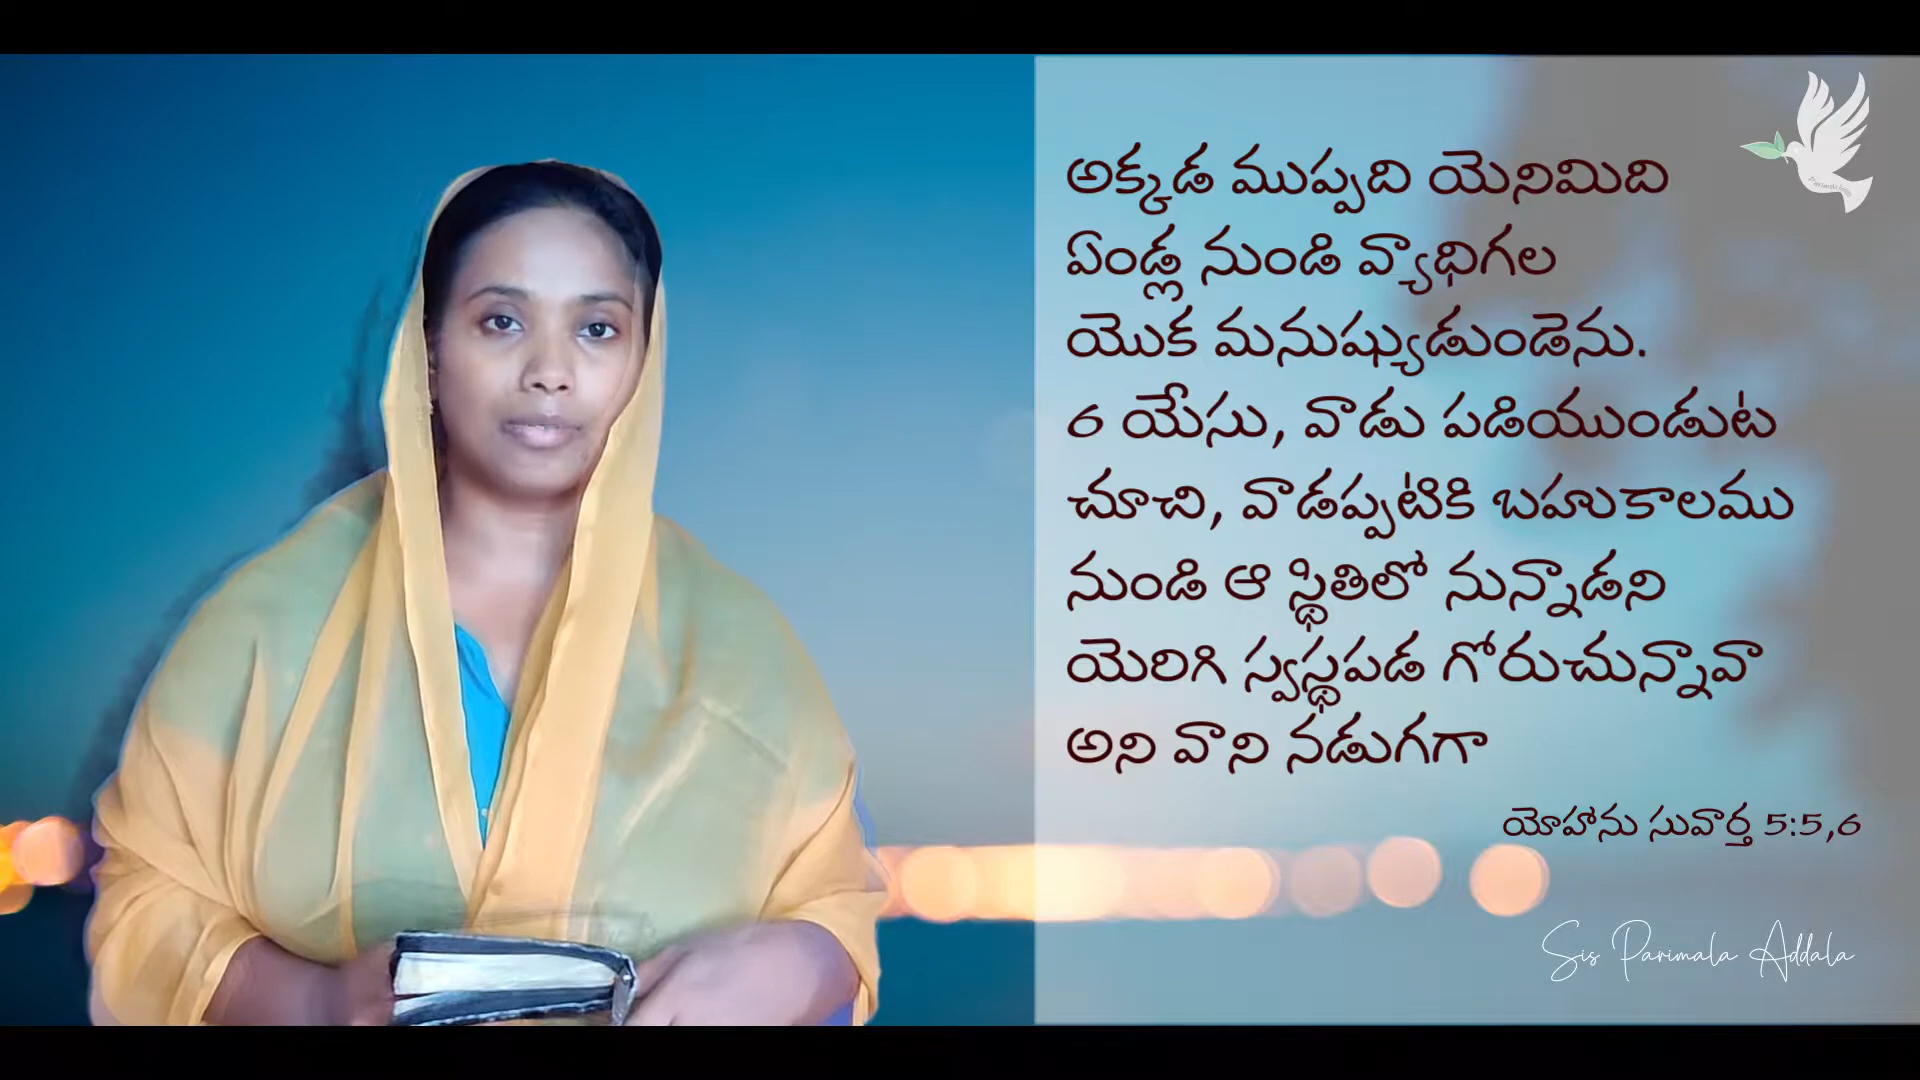 అక్కడ ముప్పది యెనిమిది
ఏండ్ల నుండి వ్యాధిగల
యొక మనుష్యుడుండెను.
6 యేసు, వాడు పడియుండుట
చూచి, వాడప్పటికి బహుకాలము
నుండి ఆ స్థితిలో నున్నాడని
యెరిగి స్వస్థపడ గోరుచున్నావా
అని వాని నడుగగా
యోహాను సువార్త 5:5,6
Sis Parimala Addala